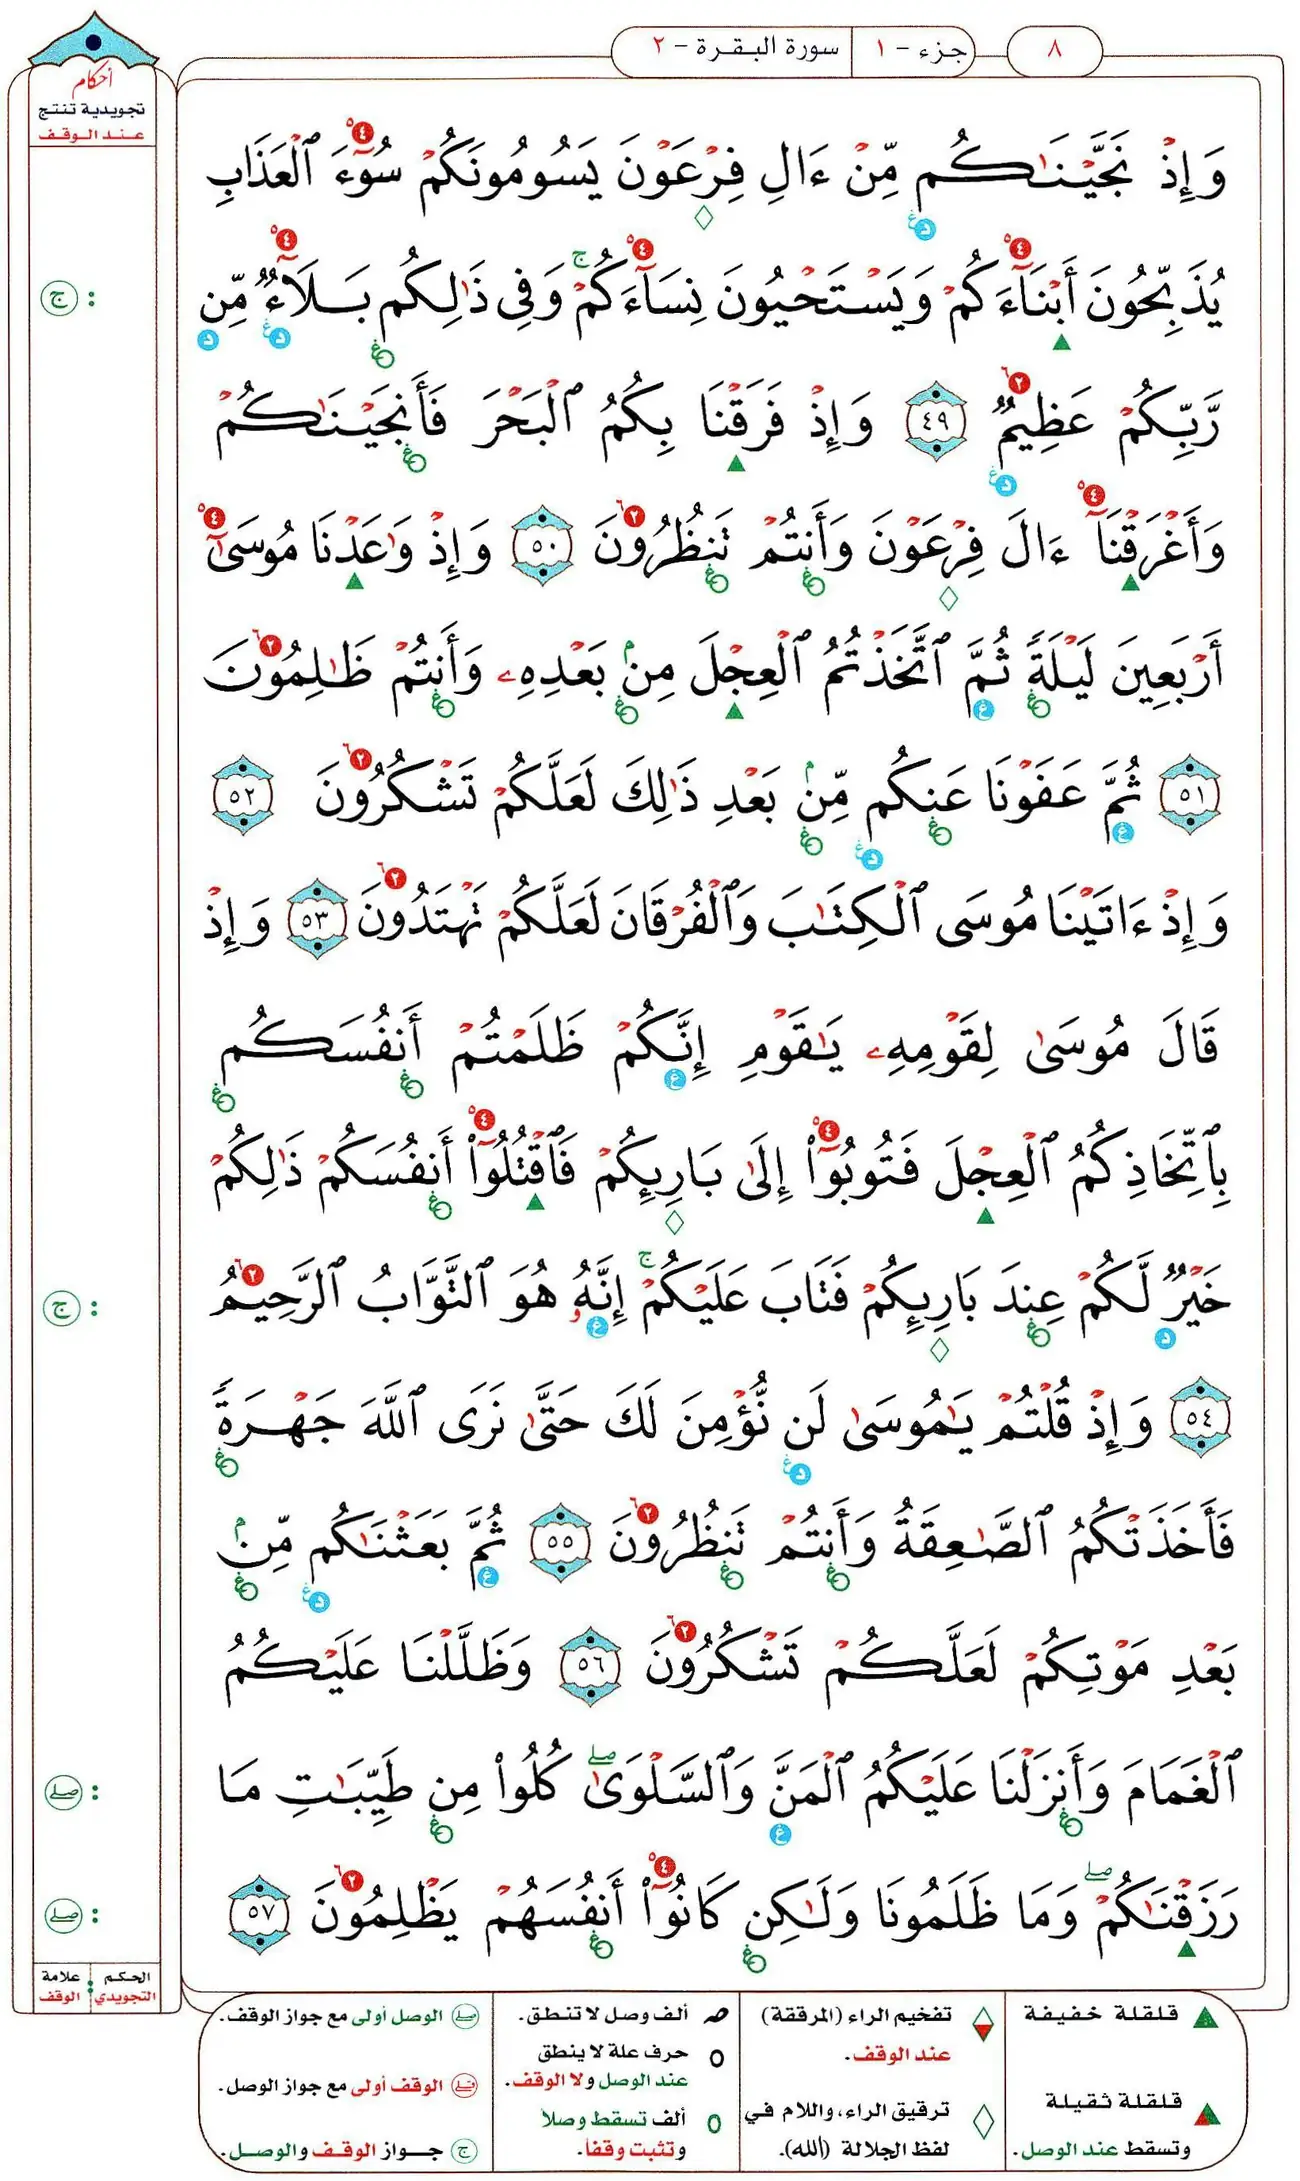 ٨
جزء - ١
سورة البقرة - ٢
أحكام
تجويدية تنتج
عند الوقف
وَإِذْ نَجَّيْنَـٰكُم مِّنْ ءَالِ فِرْعَوْنَ يَسُومُونَكُمْ سُوٓءَ ٱلْعَذَابِ
يُذَبِّحُونَ أَبْنَآءَكُمْ وَيَسْتَحْيُونَ نِسَآءَكُمْ ۚ وَفِى ذَٰلِكُم بَلَآءٌ مِّن
ج :
رَّبِّكُمْ عَظِيمٌ ٤٩ وَإِذْ فَرَقْنَا بِكُمُ ٱلْبَحْرَ فَأَنجَيْنَـٰكُمْ
وَأَغْرَقْنَآ ءَالَ فِرْعَوْنَ وَأَنتُمْ تَنظُرُونَ ٥٠ وَإِذْ وَٰعَدْنَا مُوسَىٰٓ
أَرْبَعِينَ لَيْلَةً ثُمَّ ٱتَّخَذْتُمُ ٱلْعِجْلَ مِنۢ بَعْدِهِۦ وَأَنتُمْ ظَـٰلِمُونَ
٥١ ثُمَّ عَفَوْنَا عَنكُم مِّنۢ بَعْدِ ذَٰلِكَ لَعَلَّكُمْ تَشْكُرُونَ ٥٢
وَإِذْ ءَاتَيْنَا مُوسَى ٱلْكِتَـٰبَ وَٱلْفُرْقَانَ لَعَلَّكُمْ تَهْتَدُونَ ٥٣ وَإِذْ
قَالَ مُوسَىٰ لِقَوْمِهِۦ يَـٰقَوْمِ إِنَّكُمْ ظَلَمْتُمْ أَنفُسَكُم
بِٱتِّخَاذِكُمُ ٱلْعِجْلَ فَتُوبُوٓا۟ إِلَىٰ بَارِئِكُمْ فَٱقْتُلُوٓا۟ أَنفُسَكُمْ ذَٰلِكُمْ
خَيْرٌ لَّكُمْ عِندَ بَارِئِكُمْ فَتَابَ عَلَيْكُمْ ۚ إِنَّهُۥ هُوَ ٱلتَّوَّابُ ٱلرَّحِيمُ
ج :
٥٤ وَإِذْ قُلْتُمْ يَـٰمُوسَىٰ لَن نُّؤْمِنَ لَكَ حَتَّىٰ نَرَى ٱللَّهَ جَهْرَةً
فَأَخَذَتْكُمُ ٱلصَّـٰعِقَةُ وَأَنتُمْ تَنظُرُونَ ٥٥ ثُمَّ بَعَثْنَـٰكُم مِّنۢ
بَعْدِ مَوْتِكُمْ لَعَلَّكُمْ تَشْكُرُونَ ٥٦ وَظَلَّلْنَا عَلَيْكُمُ
ٱلْغَمَامَ وَأَنزَلْنَا عَلَيْكُمُ ٱلْمَنَّ وَٱلسَّلْوَىٰ ۖ كُلُوا۟ مِن طَيِّبَـٰتِ مَا
صلى :
رَزَقْنَـٰكُمْ ۖ وَمَا ظَلَمُونَا وَلَـٰكِن كَانُوٓا۟ أَنفُسَهُمْ يَظْلِمُونَ ٥٧
صلى :
الحكم التجويدي : علامة الوقف
قلقلة خفيفة
قلقلة ثقيلة
وتسقط عند الوصل.
تفخيم الراء (المرققة)
عند الوقف.
ترقيق الراء، واللام في
لفظ الجلالة (الله).
ألف وصل لا تنطق.
حرف علة لا ينطق
عند الوصل ولا الوقف.
ألف تسقط وصلاً
وتثبت وقفاً.
صلى الوصل أولى مع جواز الوقف.
قلى الوقف أولى مع جواز الوصل.
ج جواز الوقف والوصل.